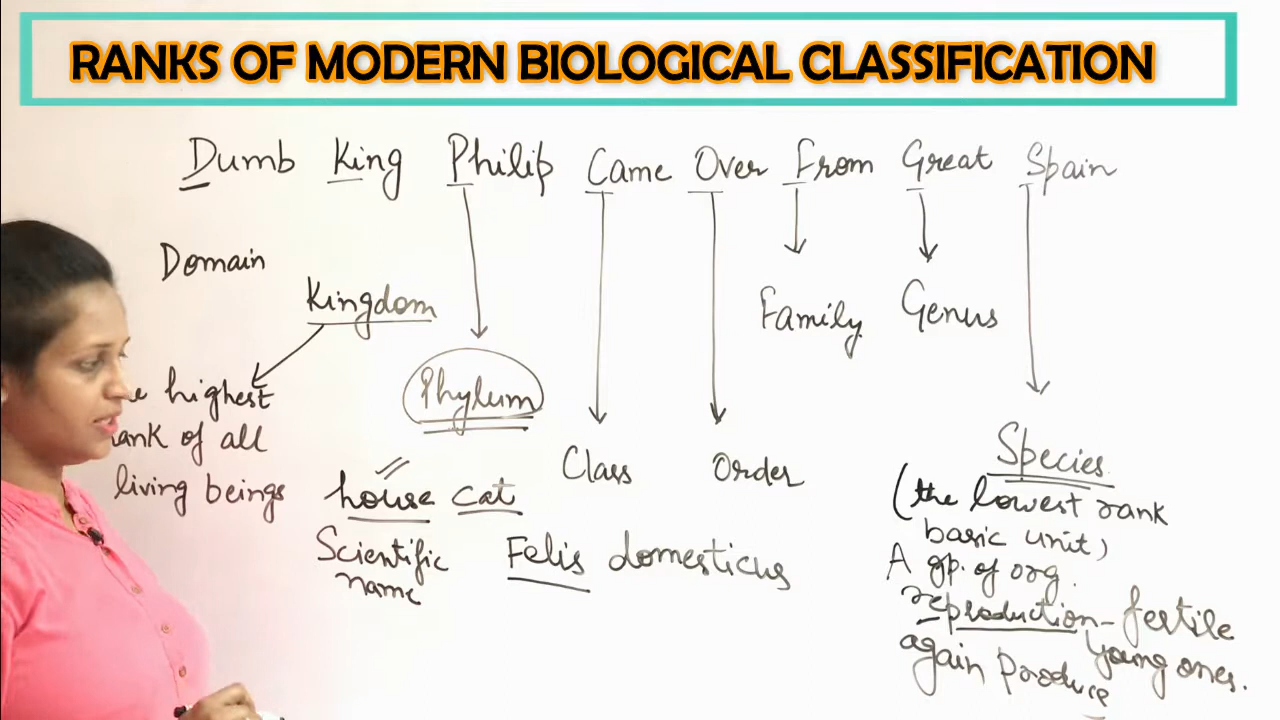 RANKS OF MODERN BIOLOGICAL CLASSIFICATION
Dumb King Philip Came Over From Great Spain
Domain
Kingdom
highest
rank of all
living beings
Phylum
Class
Order
Family
Genus
Species
(the lowest rank
basic unit)
A gp. of org.
reproduction - fertile
young ones.
again produce
house cat
Scientific
name
Felis domesticus